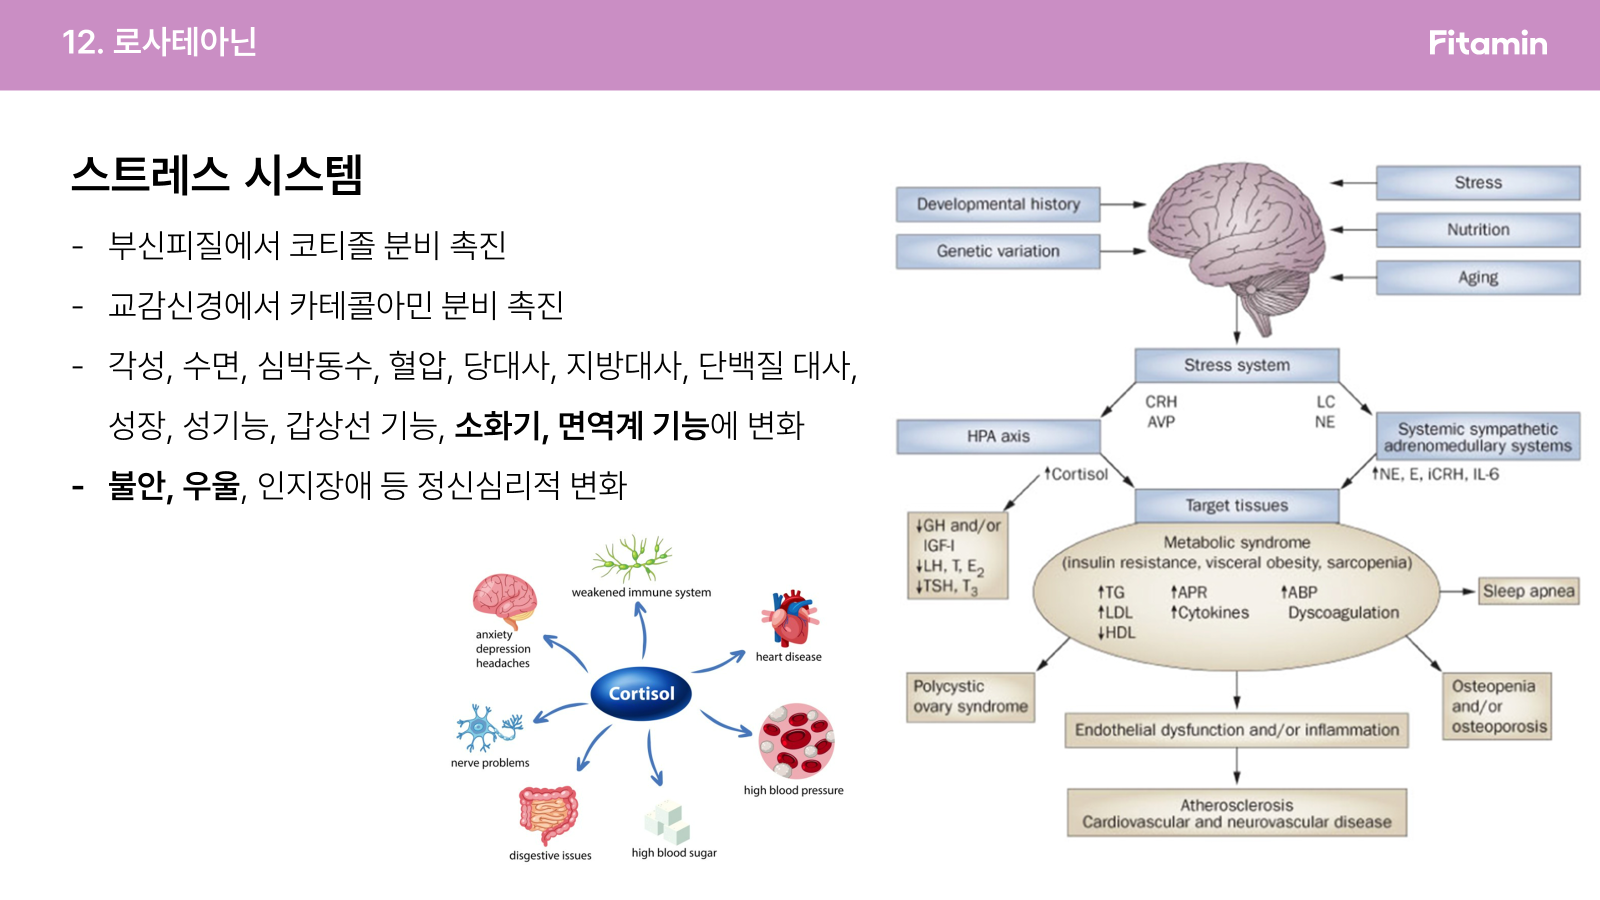 12. 로사테아닌
Fitamin
스트레스 시스템
- 부신피질에서 코티졸 분비 촉진
- 교감신경에서 카테콜아민 분비 촉진
- 각성, 수면, 심박동수, 혈압, 당대사, 지방대사, 단백질 대사,
성장, 성기능, 갑상선 기능, 소화기, 면역계 기능에 변화
- 불안, 우울, 인지장애 등 정신심리적 변화
weakened immune system
anxiety
depression
headaches
heart disease
Cortisol
nerve problems
high blood pressure
disgestive issues
high blood sugar
Developmental history
Genetic variation
Stress
Nutrition
Aging
Stress system
CRH
AVP
LC
NE
HPA axis
Systemic sympathetic
adrenomedullary systems
↑Cortisol
↑NE, E, iCRH, IL-6
Target tissues
↓GH and/or
IGF-I
↓LH, T, E2
↓TSH, T3
Metabolic syndrome
(insulin resistance, visceral obesity, sarcopenia)
↑TG ↑APR ↑ABP
↑LDL ↑Cytokines Dyscoagulation
↓HDL
Sleep apnea
Polycystic
ovary syndrome
Osteopenia
and/or
osteoporosis
Endothelial dysfunction and/or inflammation
Atherosclerosis
Cardiovascular and neurovascular disease